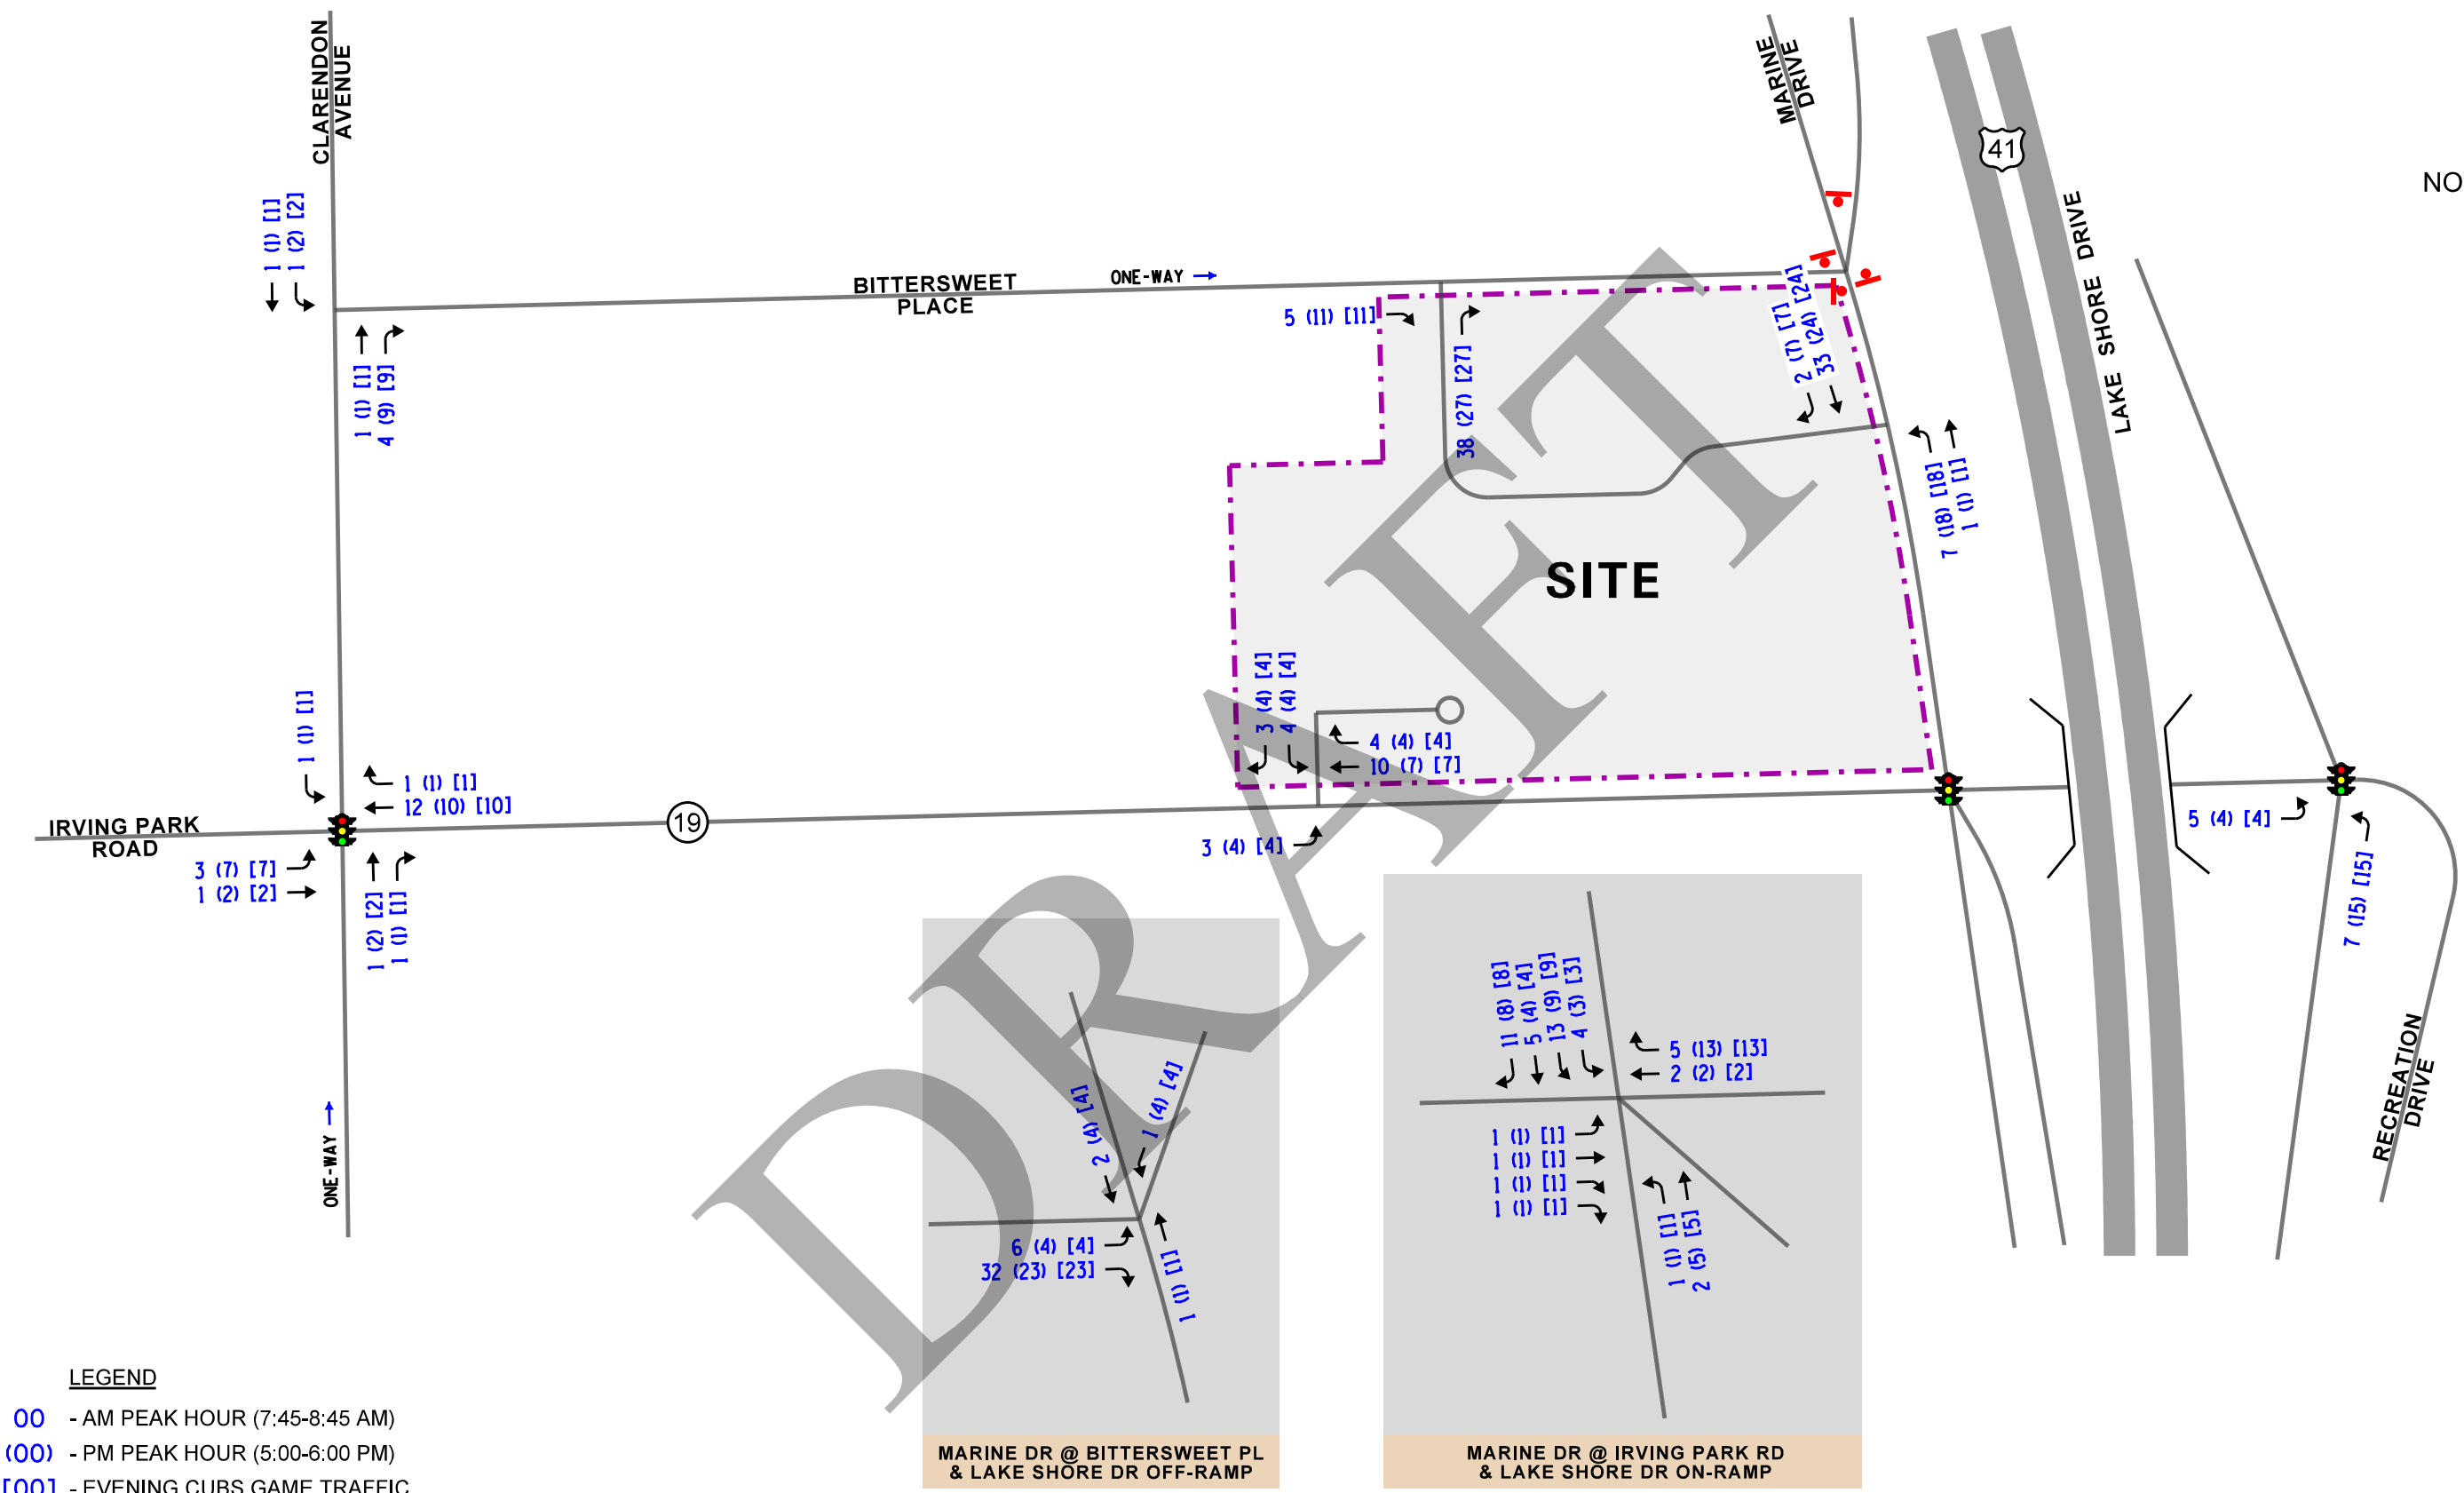 CLARENDON
AVENUE
MARINE
DRIVE
41
NO
LAKE SHORE DRIVE
1 (1) [1]
1 (2) [2]
BITTERSWEET
PLACE
ONE-WAY
5 (11) [11]
38 (27) [27]
2 (7) [7]
33 (24) [24]
1 (1) [1]
4 (9) [9]
7 (18) [18]
1 (1) [1]
SITE
3 (4) [4]
4 (4) [4]
4 (4) [4]
10 (7) [7]
1 (1) [1]
1 (1) [1]
12 (10) [10]
IRVING PARK
ROAD
19
3 (7) [7]
1 (2) [2]
1 (2) [2]
1 (1) [1]
3 (4) [4]
5 (4) [4]
7 (15) [15]
RECREATION
DRIVE
ONE-WAY
DRAFT
2 (4) [4]
1 (4) [4]
6 (4) [4]
32 (23) [23]
1 (1) [1]
MARINE DR @ BITTERSWEET PL
& LAKE SHORE DR OFF-RAMP
11 (8) [8]
5 (4) [4]
13 (9) [9]
4 (3) [3]
5 (13) [13]
2 (2) [2]
1 (1) [1]
1 (1) [1]
1 (1) [1]
1 (1) [1]
1 (1) [1]
2 (5) [5]
MARINE DR @ IRVING PARK RD
& LAKE SHORE DR ON-RAMP
LEGEND
00 - AM PEAK HOUR (7:45-8:45 AM)
(00) - PM PEAK HOUR (5:00-6:00 PM)
[00] - EVENING CUBS GAME TRAFFIC